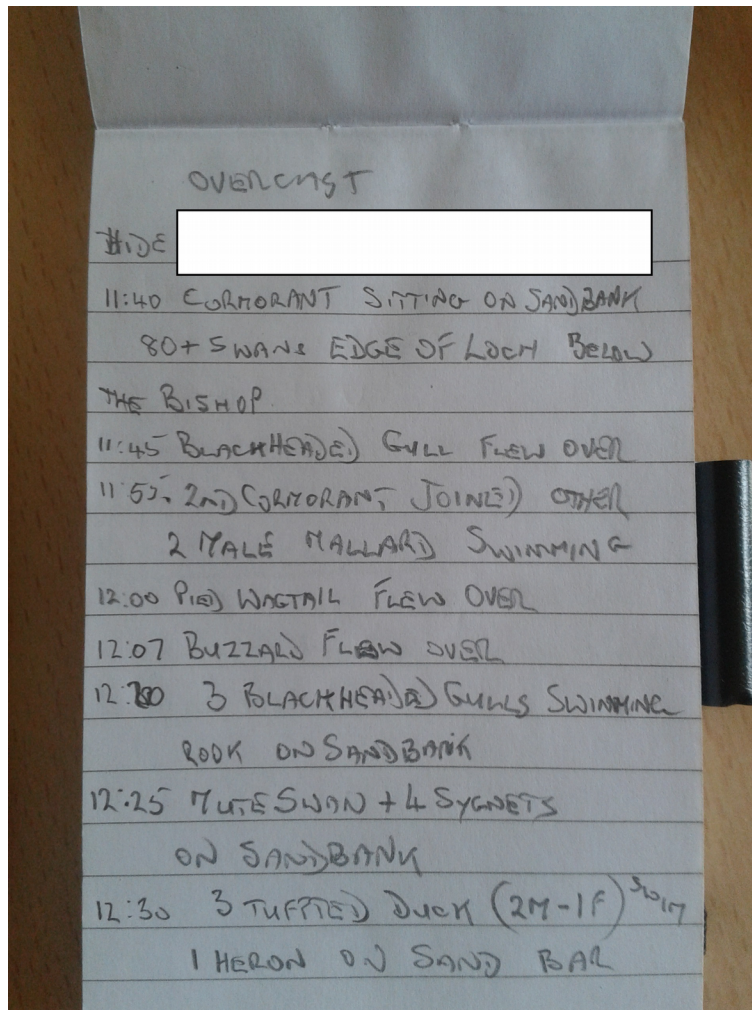 OVERCAST
HIDE
11:40 CORMORANT SITTING ON SANDBANK
80+ SWANS EDGE OF LOCH BELOW
THE BISHOP.
11:45 BLACKHEADED GULL FLEW OVER
11:55. 2ND CORMORANT JOINED OTHER
2 MALE MALLARD SWIMMING
12:00 PIED WAGTAIL FLEW OVER
12:07 BUZZARD FLEW OVER
3 BLACKHEADED GULLS SWIMMING
ROOK ON SANDBANK
12:25 MUTE SWAN + 4 SYGNETS
ON SANDBANK
12:30 3 TUFTED DUCK (2M-1F) SWIM
1 HERON ON SAND BAR